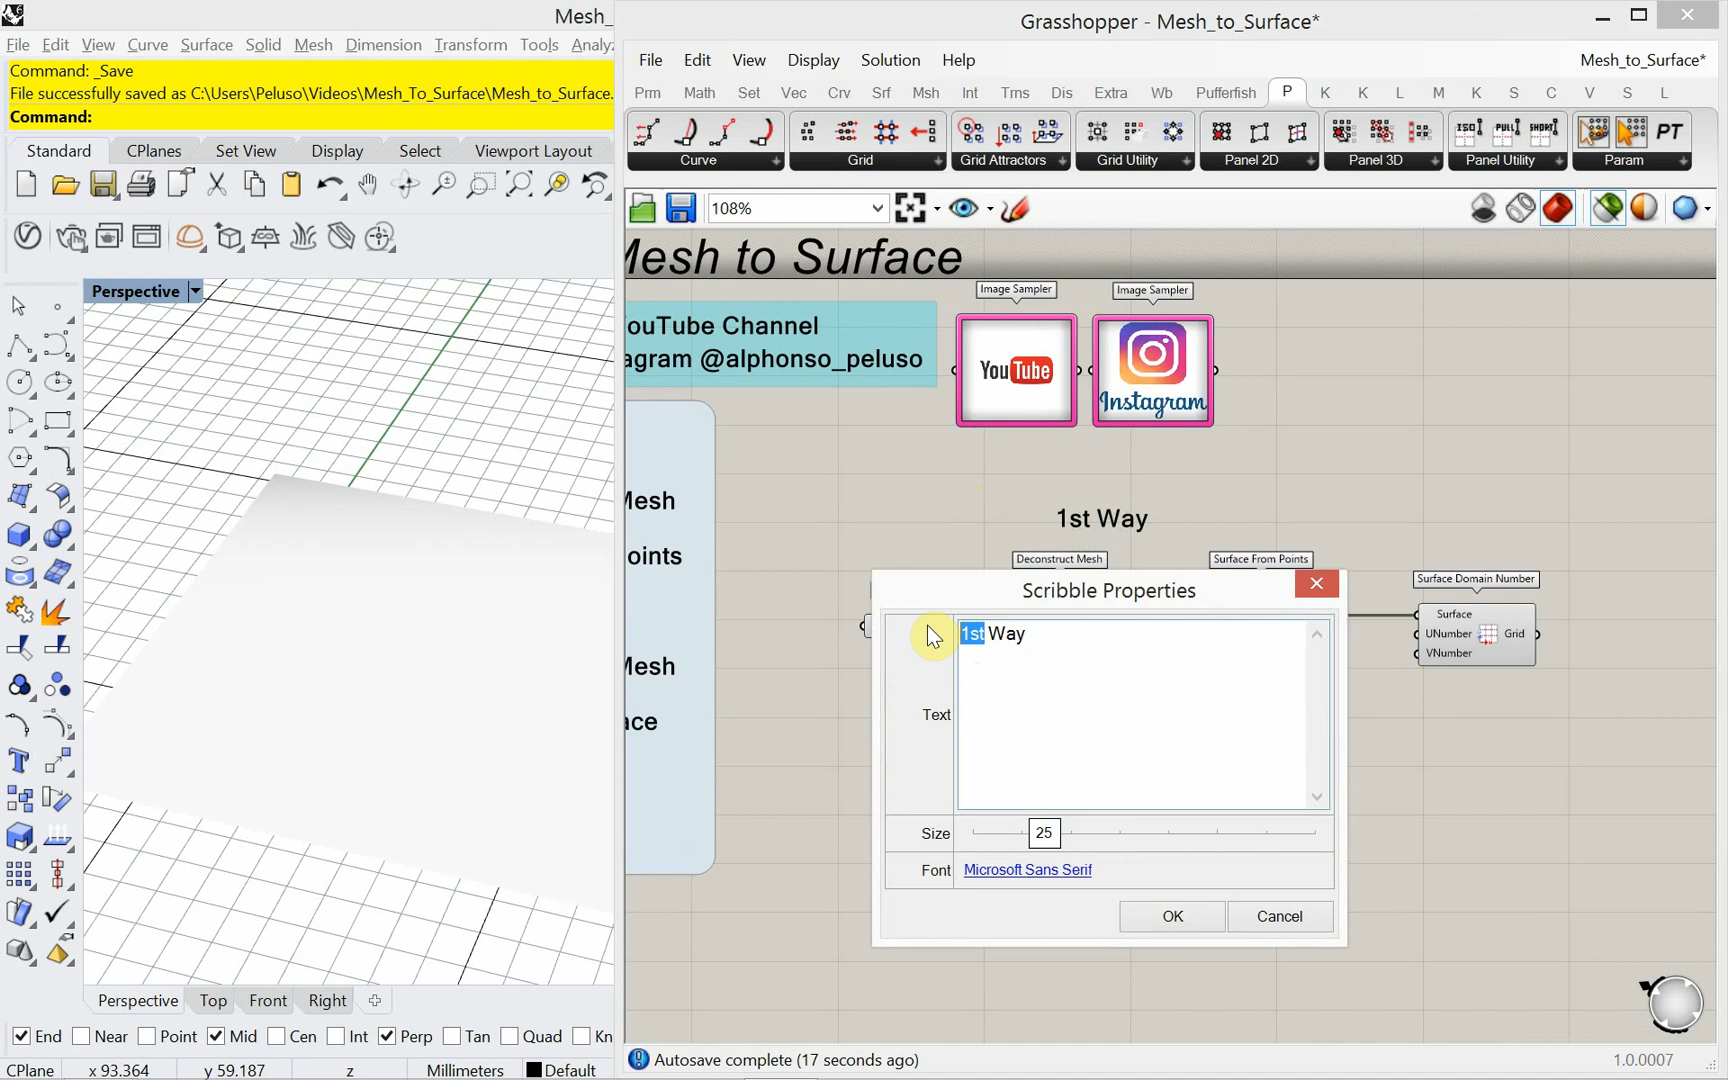 Mesh_
File Edit View Curve Surface Solid Mesh Dimension Transform Tools Analy
Command: _Save
File successfully saved as C:\Users\Peluso\Videos\Mesh_To_Surface\Mesh_to_Surface.
Command:
Standard CPlanes Set View Display Select Viewport Layout
Perspective
Perspective Top Front Right
End Near Point Mid Cen Int Perp Tan Quad Kn
CPlane x 93.364 y 59.187 z Millimeters Default
Grasshopper - Mesh_to_Surface*
File Edit View Display Solution Help Mesh_to_Surface*
Prm Math Set Vec Crv Srf Msh Int Trns Dis Extra Wb Pufferfish P K K L M K S C V S L
ISO PULL SHORT PT
Curve Grid Grid Attractors Grid Utility Panel 2D Panel 3D Panel Utility Param
108%
Mesh to Surface
YouTube Channel
agram @alphonso_peluso
Image Sampler Image Sampler
YouTube
Instagram
Mesh
oints
Mesh
ace
1st Way
Deconstruct Mesh Surface From Points
Surface Domain Number
Surface
UNumber Grid
VNumber
Scribble Properties
Text 1st Way
Size 25
Font Microsoft Sans Serif
OK Cancel
Autosave complete (17 seconds ago) 1.0.0007